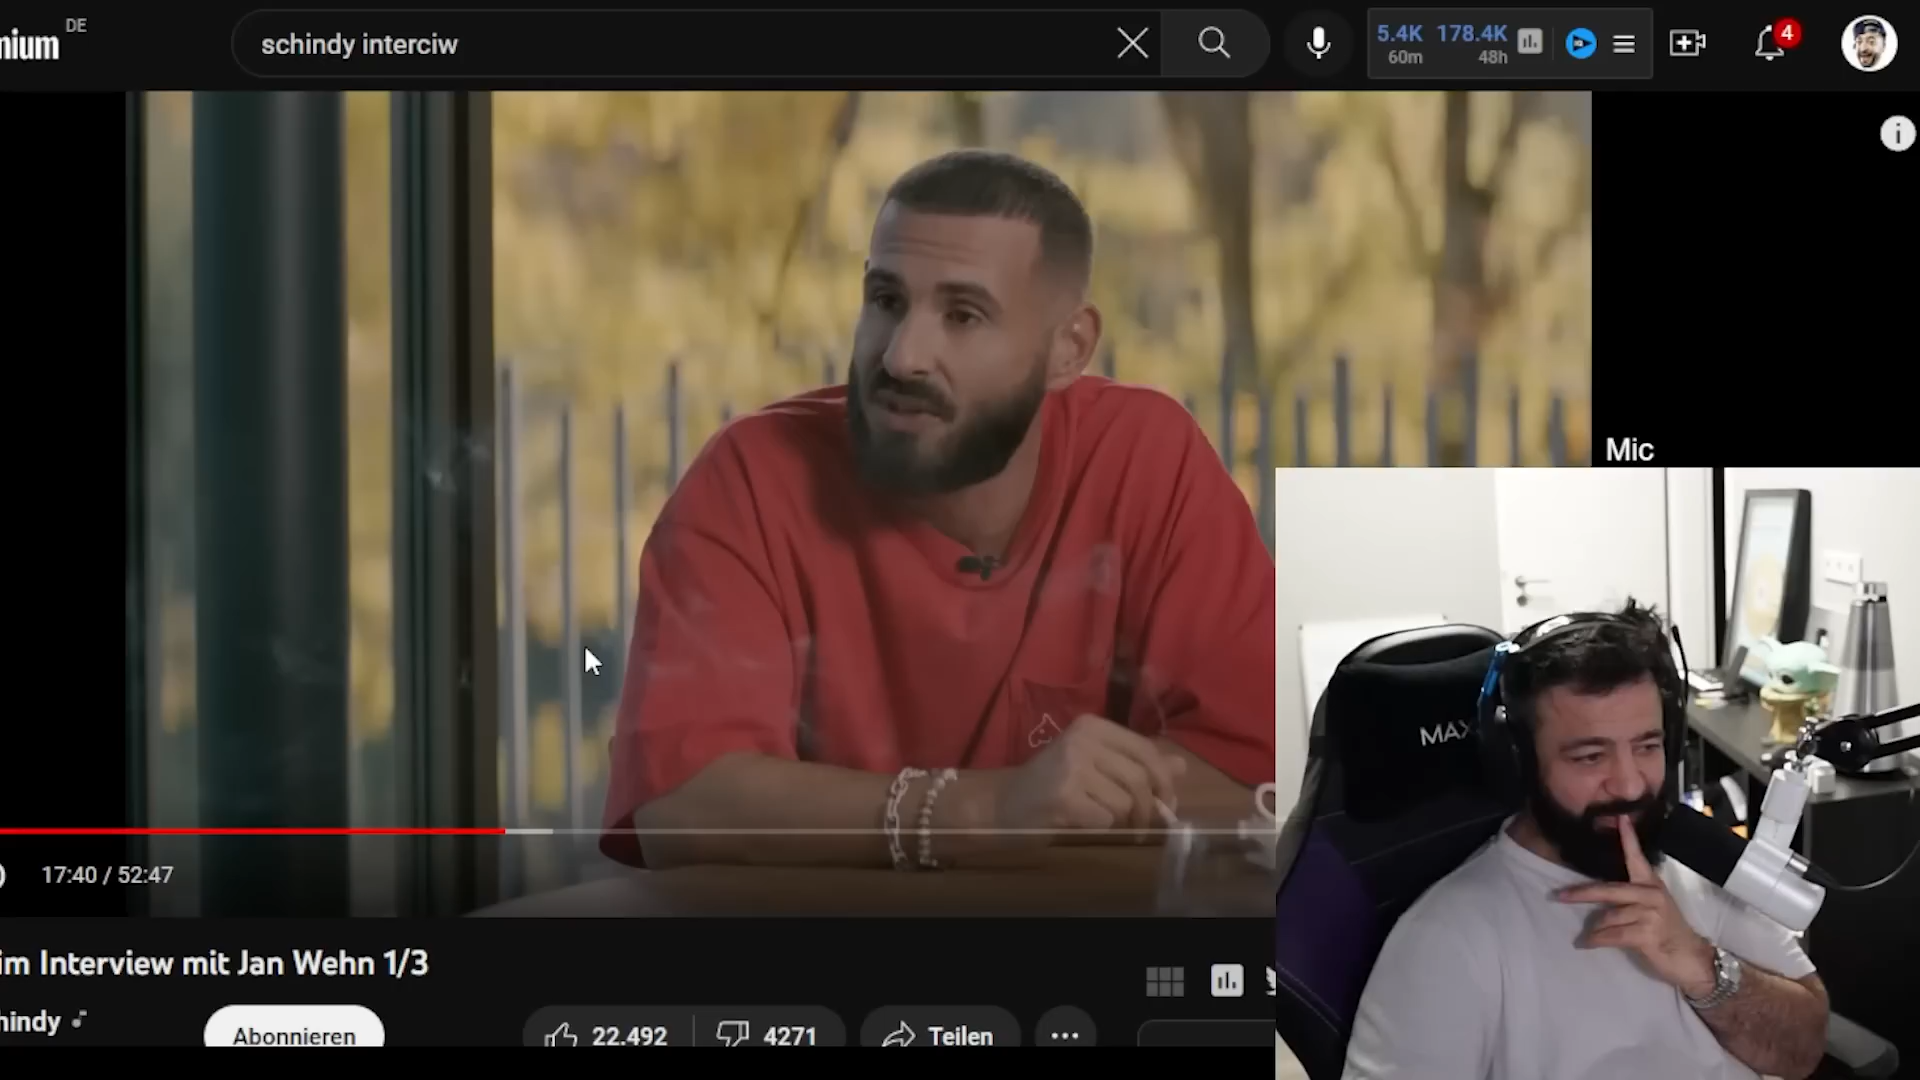 mium DE
schindy interciw
5.4K 178.4K
60m 48h
4
Mic
MAX
17:40 / 52:47
im Interview mit Jan Wehn 1/3
hindy
Abonnieren
22.492
4271
Teilen